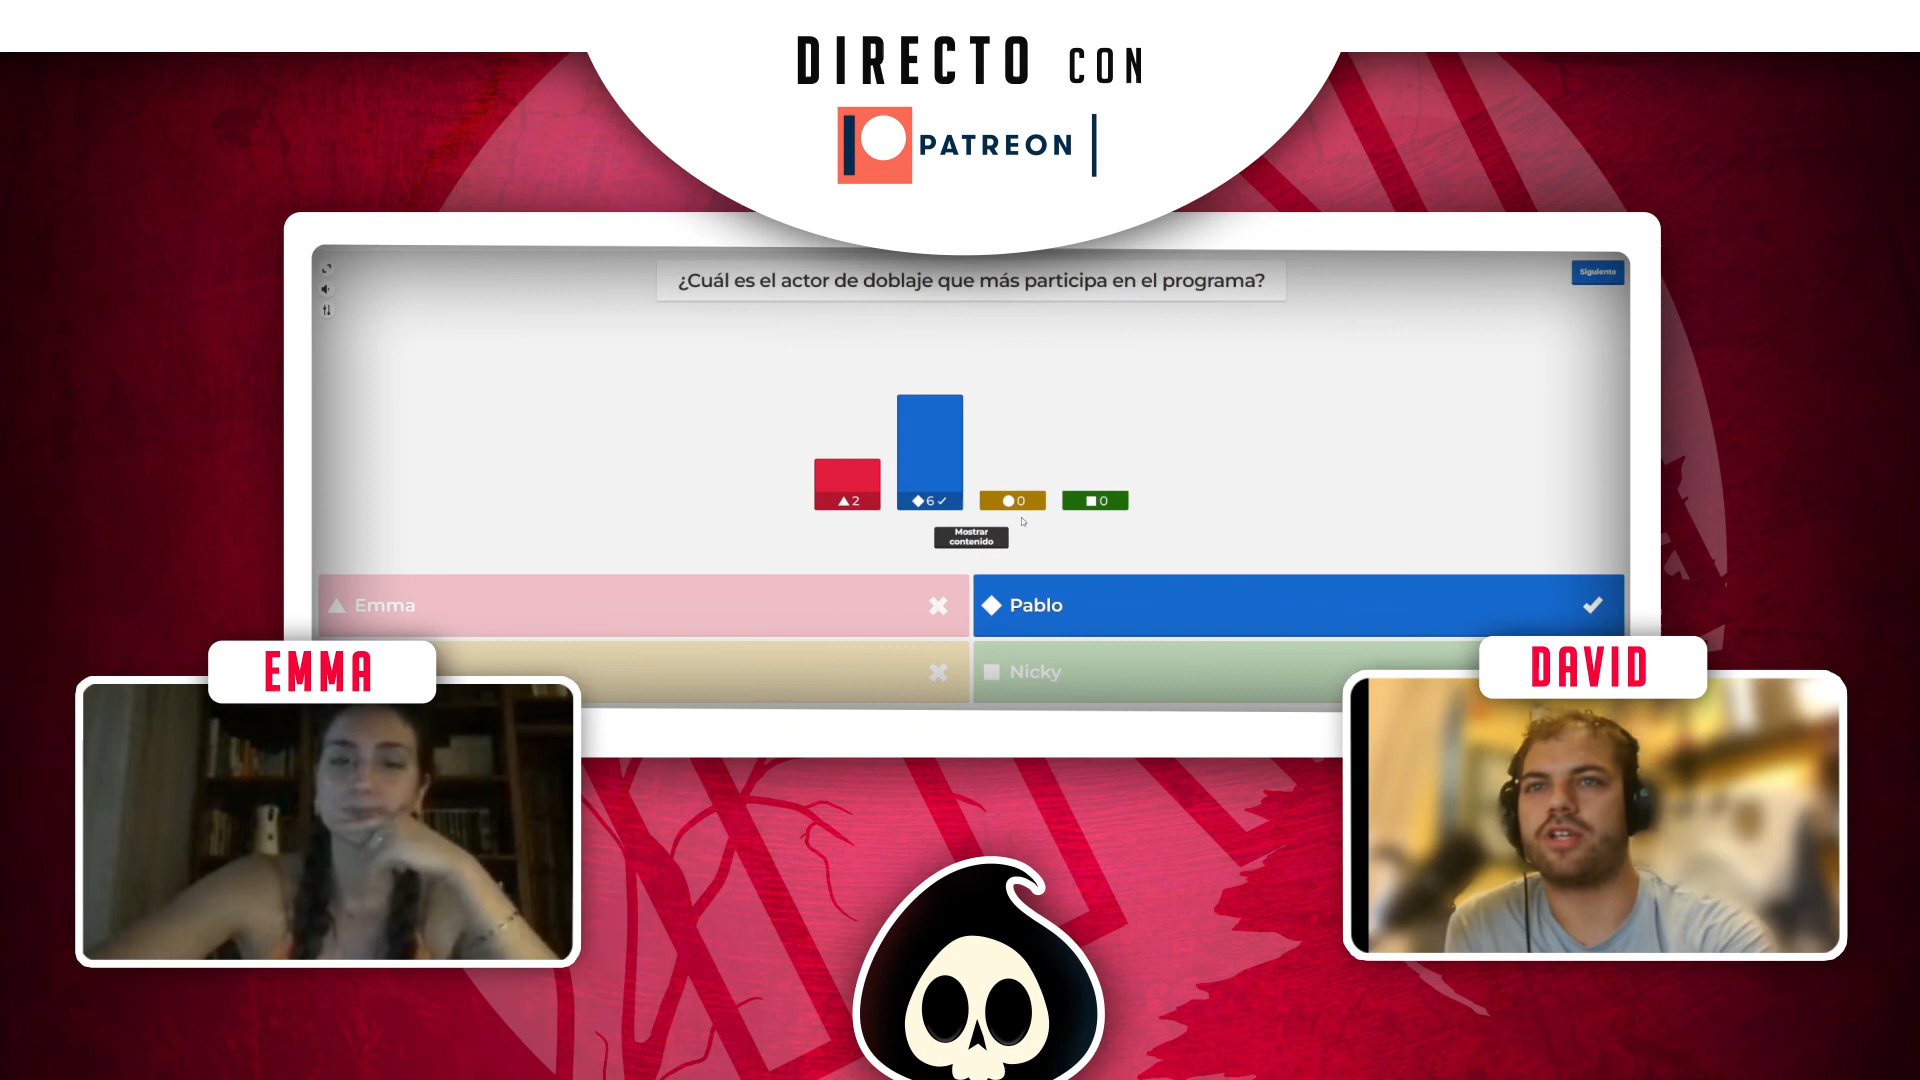 DIRECTO CON
PATREON
¿Cuál es el actor de doblaje que más participa en el programa?
Siguiente
2
6
0
0
Mostrar
contenido
Emma
Pablo
Nicky
EMMA
DAVID